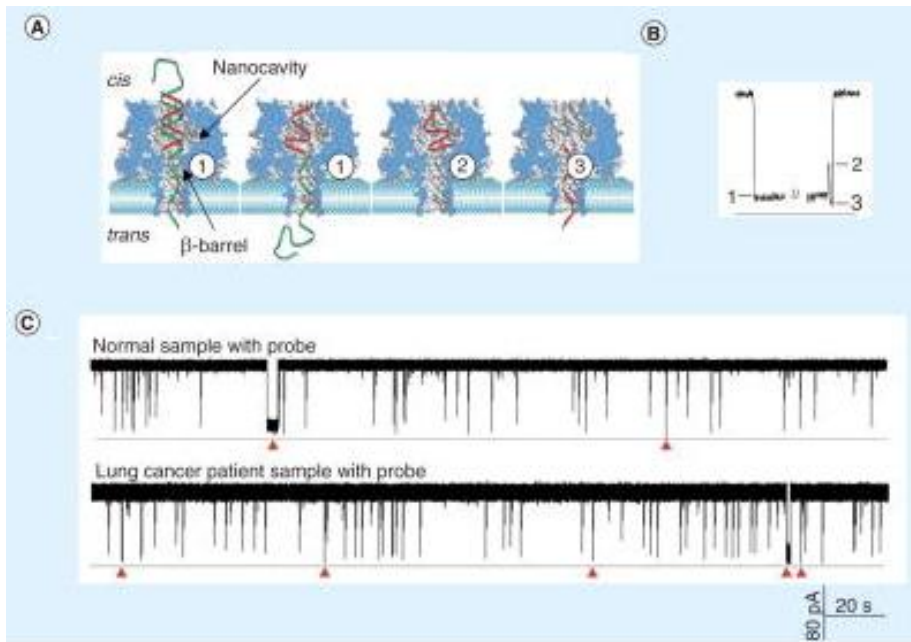 A
B
cis
Nanocavity
1
1
2
3
trans
β-barrel
1
2
3
C
Normal sample with probe
Lung cancer patient sample with probe
80 pA
20 s